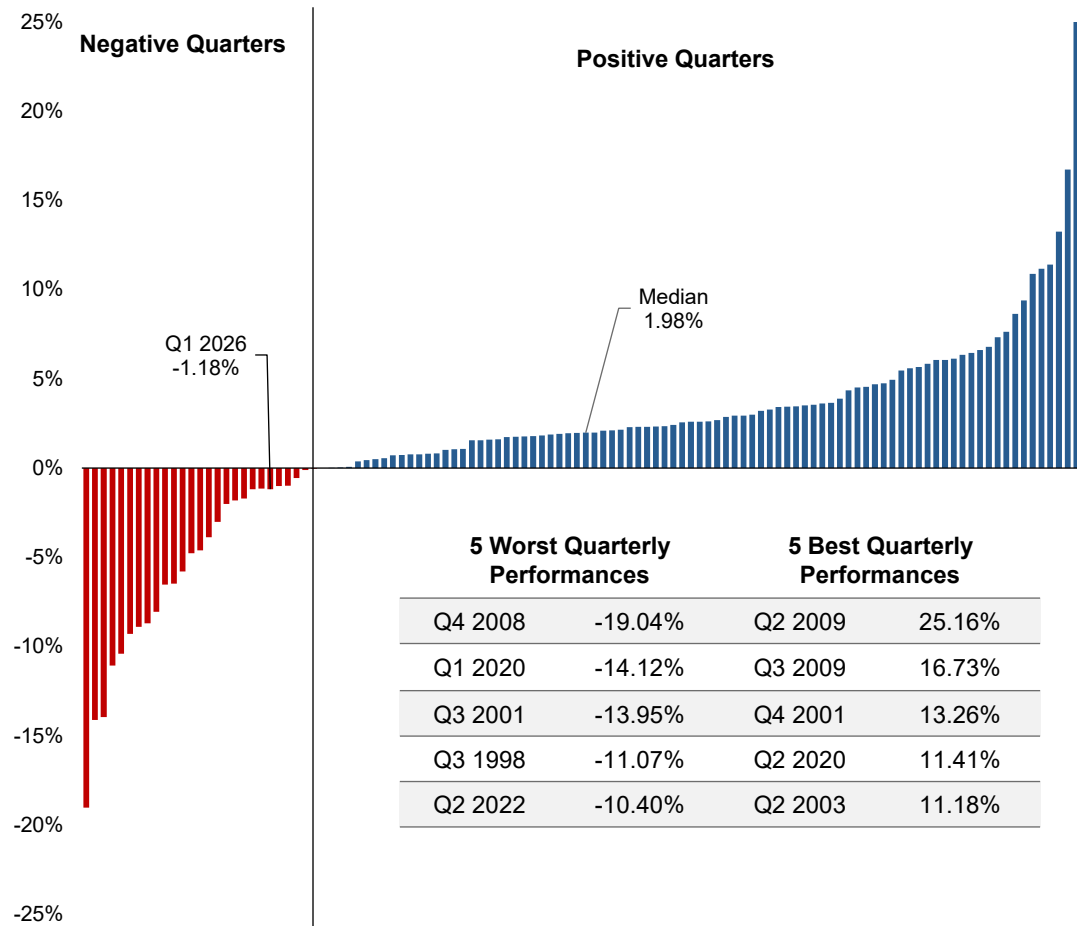 25%
Negative Quarters
Positive Quarters
20%
15%
10%
Median
1.98%
Q1 2026
-1.18%
5%
0%
-5%
-10%
-15%
-20%
-25%
5 Worst Quarterly
Performances
5 Best Quarterly
Performances
Q4 2008 -19.04% Q2 2009 25.16%
Q1 2020 -14.12% Q3 2009 16.73%
Q3 2001 -13.95% Q4 2001 13.26%
Q3 1998 -11.07% Q2 2020 11.41%
Q2 2022 -10.40% Q2 2003 11.18%